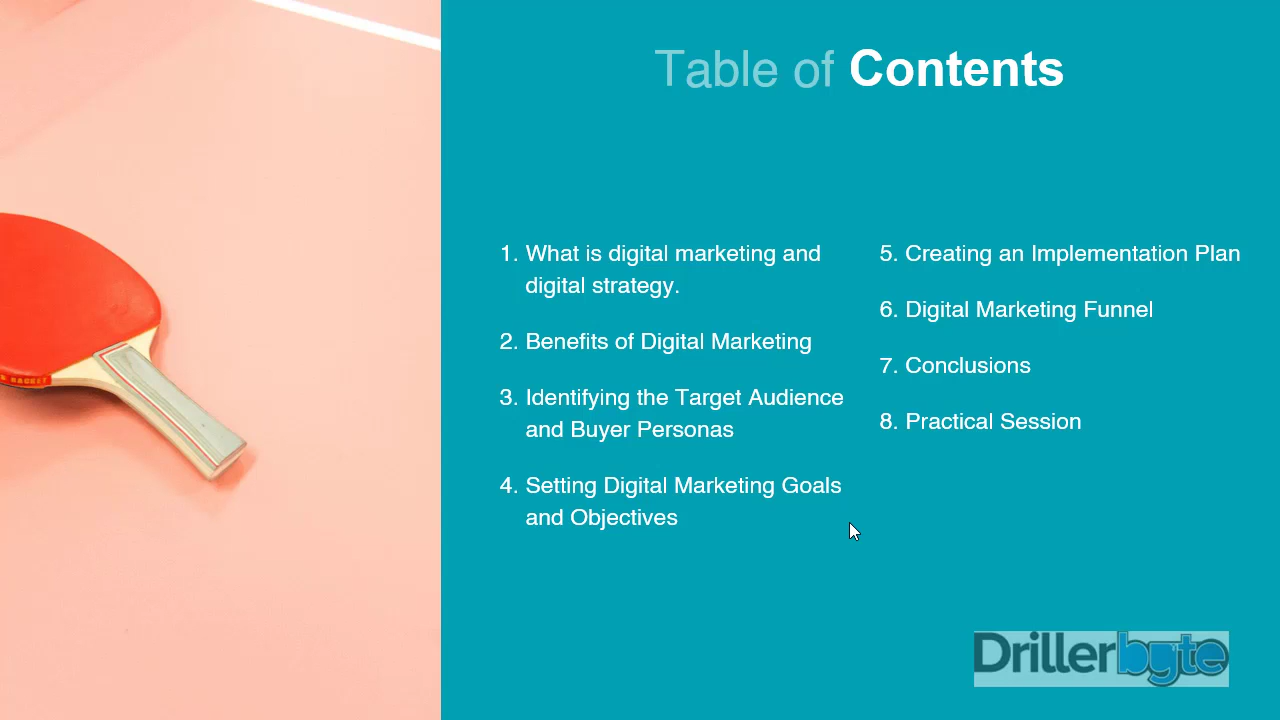 Table of Contents
1. What is digital marketing and
digital strategy.
2. Benefits of Digital Marketing
3. Identifying the Target Audience
and Buyer Personas
4. Setting Digital Marketing Goals
and Objectives
5. Creating an Implementation Plan
6. Digital Marketing Funnel
7. Conclusions
8. Practical Session
RACKET
Drillerbyte